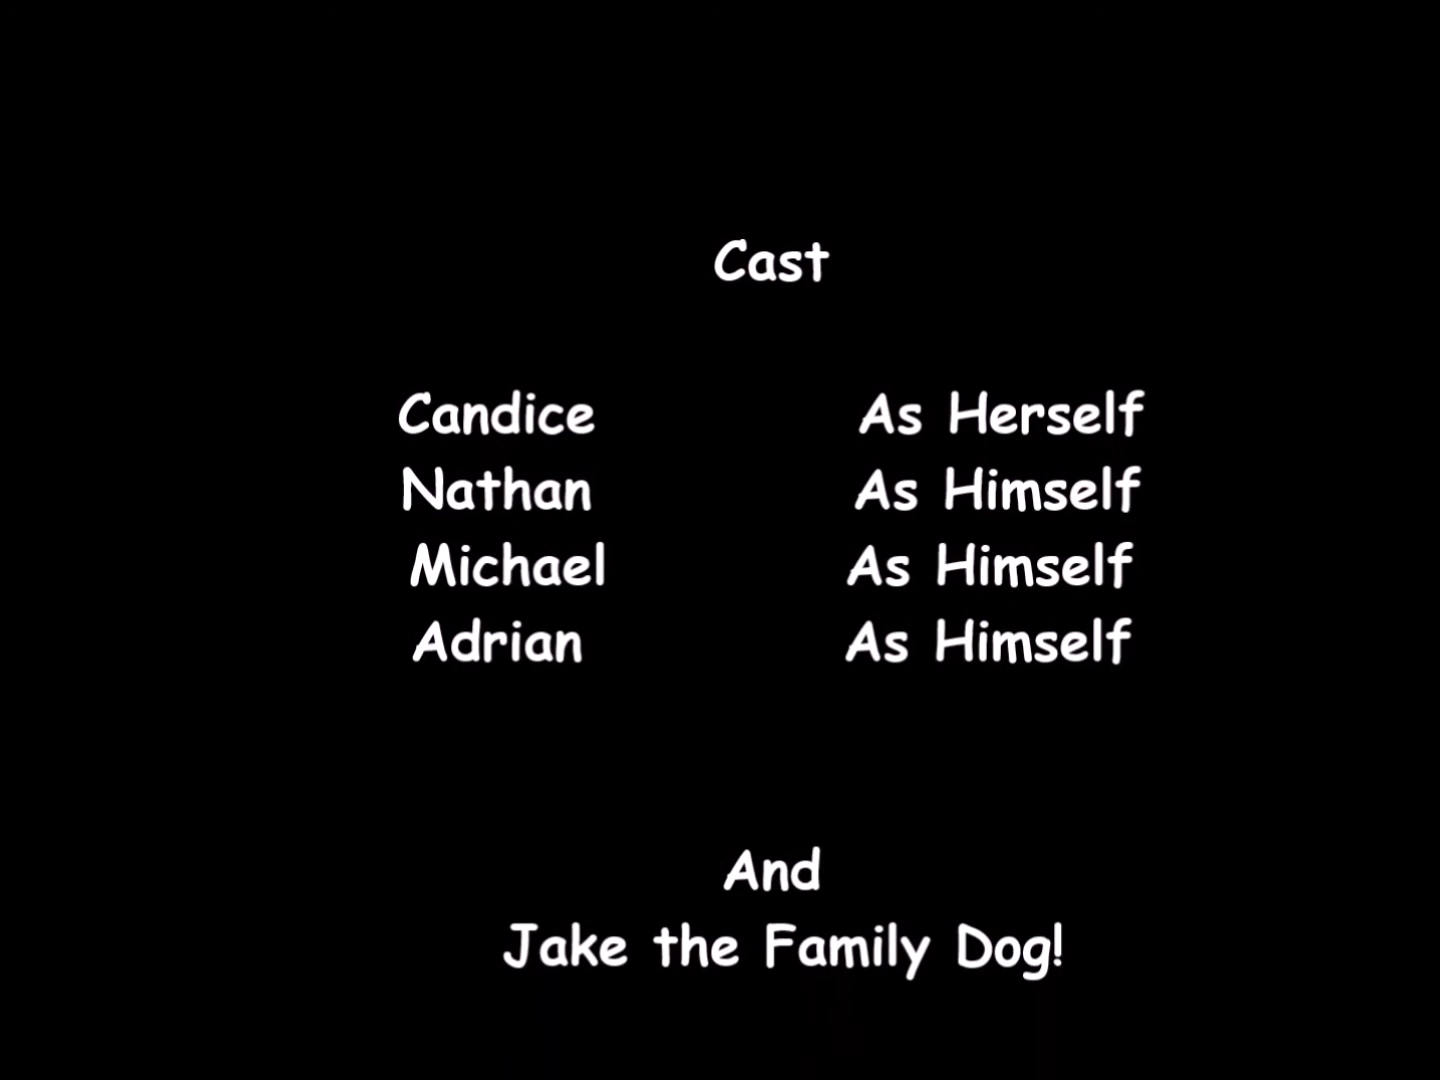 Cast
Candice As Herself
Nathan As Himself
Michael As Himself
Adrian As Himself
And
Jake the Family Dog!